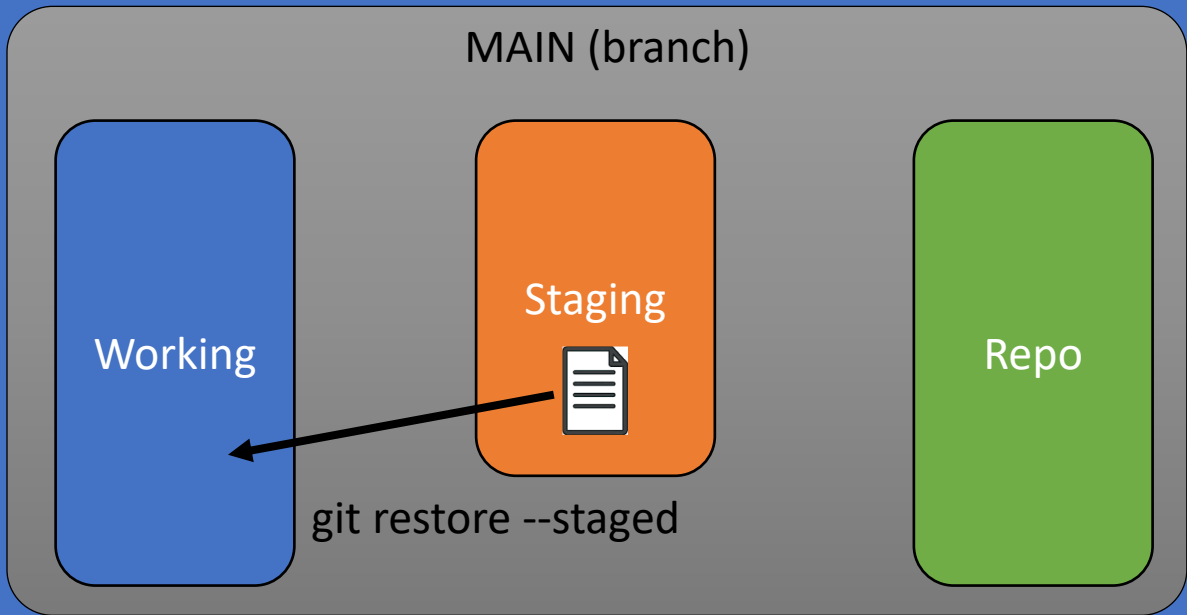 MAIN (branch)
Staging
Working
Repo
git restore --staged